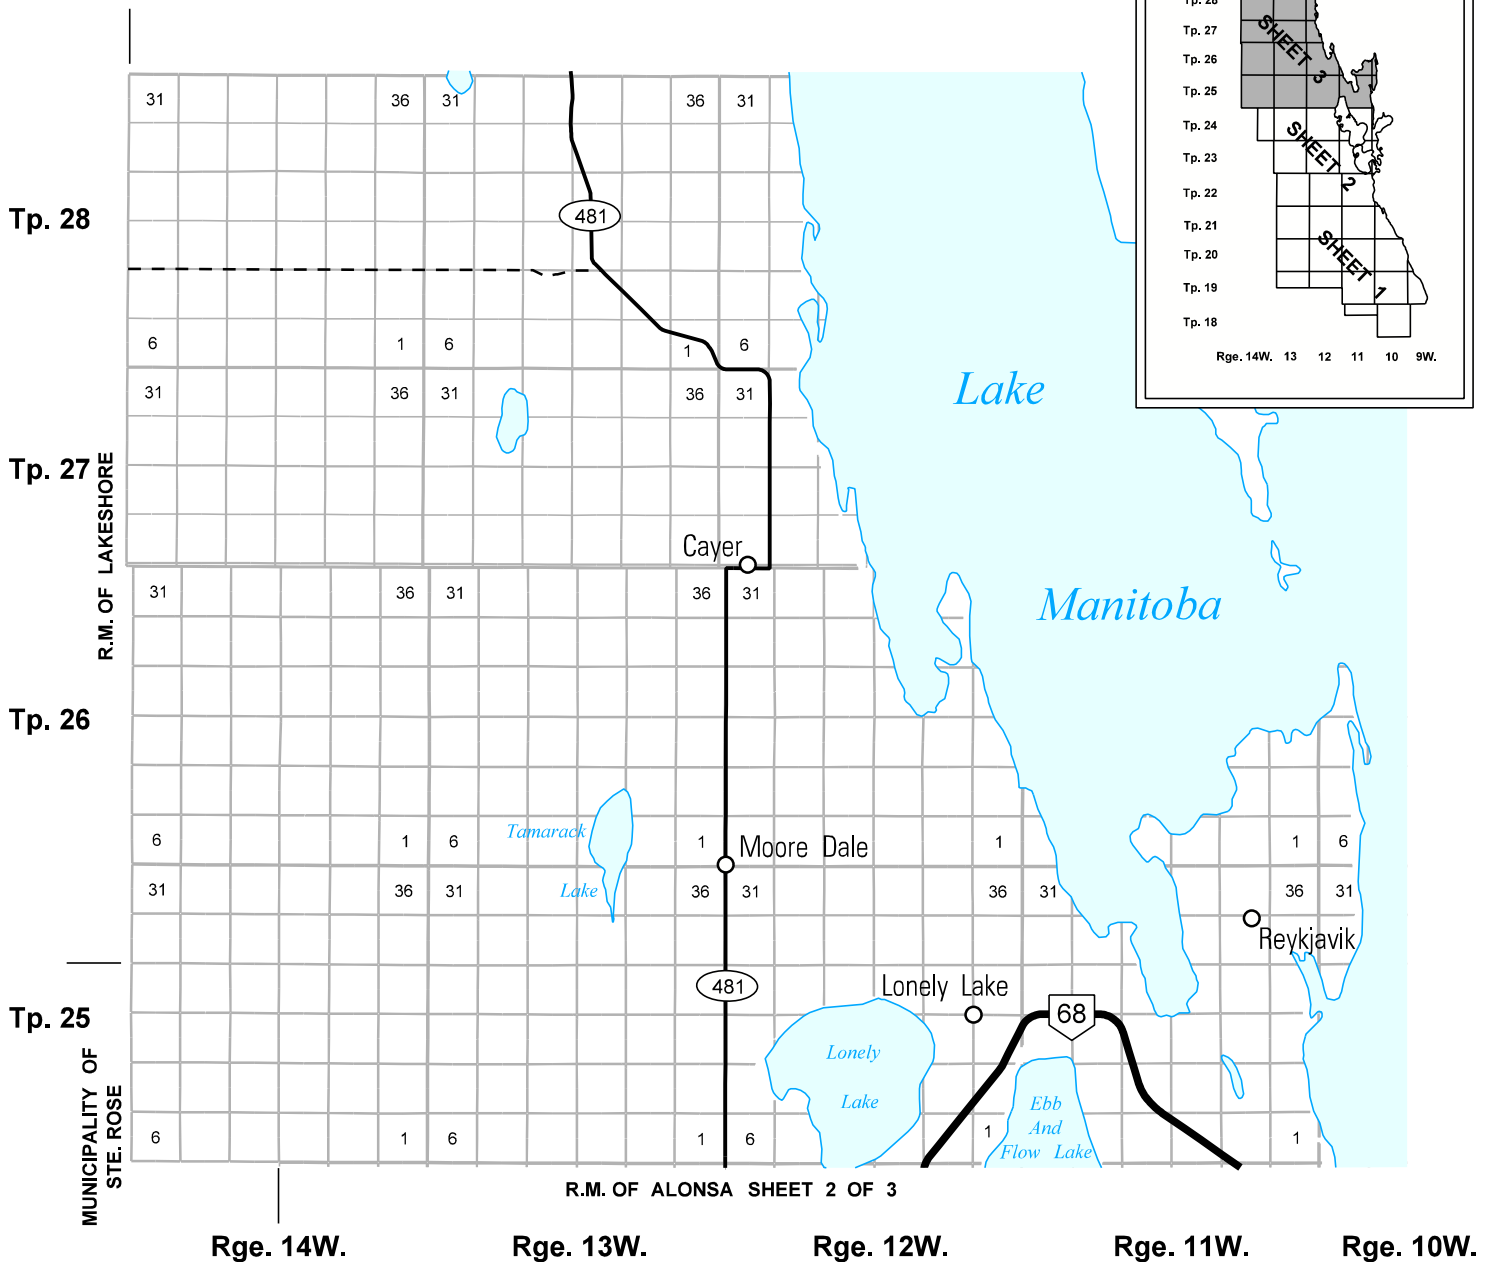 Tp. 28
Tp. 27
Tp. 26
Tp. 25
Tp. 24
Tp. 23
Tp. 22
Tp. 21
Tp. 20
Tp. 19
Tp. 18
SHEET 3
SHEET 2
SHEET 1
Rge. 14W. 13 12 11 10 9W.
31 36 31 36 31
Tp. 28
481
6 1 6 1 6
31 36 31 36 31
Lake
Tp. 27
R.M. OF LAKESHORE
Cayer
31 36 31 36 31
Manitoba
Tp. 26
Tamarack
6 1 6 1 1 1 6
Moore Dale
Lake
31 36 31 36 31 36 31 36 31
Reykjavik
481
Lonely Lake
68
Tp. 25
Lonely
Lake
Ebb
And
Flow Lake
MUNICIPALITY OF
STE. ROSE
6 1 6 1 6 1 1
R.M. OF ALONSA SHEET 2 OF 3
Rge. 14W. Rge. 13W. Rge. 12W. Rge. 11W. Rge. 10W.